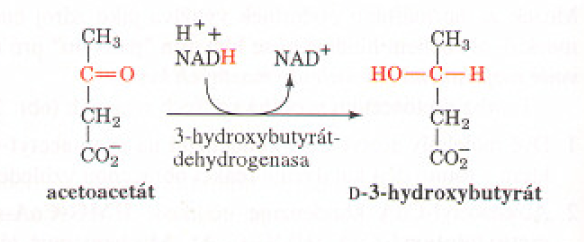 CH₃
C=O
CH₂
CO₂⁻
acetoacetát
H⁺ +
NADH
NAD⁺
3-hydroxybutyrát-
dehydrogenasa
CH₃
HO—C—H
CH₂
CO₂⁻
D-3-hydroxybutyrát